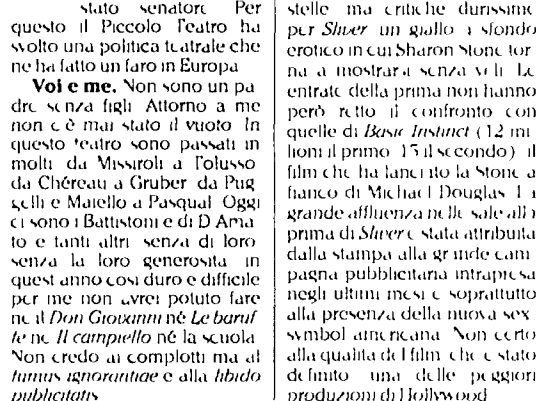 stato senatore Per
questo il Piccolo Teatro ha
svolto una politica teatrale che
ne ha fatto un faro in Europa
Voi e me. Non sono un pa
dre senza figli Attorno a me
non c è mai stato il vuoto In
questo teatro sono passati in
molti da Missiroli a Tolusso
da Chéreau a Gruber da Pug
gelli e Maiello a Pasqual Oggi
ci sono i Battistoni e di D Ama
to e tanti altri senza di loro
senza la loro generosità in
quest anno così duro e difficile
per me non avrei potuto fare
né il Don Giovanni né Le baruf
fe né Il campiello né la scuola
Non credo ai complotti ma al
fumus ignorantiae e alla libido
publicitatis
stelle ma critiche durissime
per Sliver un giallo a sfondo
erotico in cui Sharon Stone tor
na a mostrarsi senza veli Le
entrate della prima non hanno
però retto il confronto con
quelle di Basic Instinct (12 mi
lioni il primo 15 il secondo) il
film che ha lanciato la Stone a
fianco di Michael Douglas La
grande affluenza nelle sale alla
prima di Sliver è stata attribuita
dalla stampa alla grande cam
pagna pubblicitaria intrapresa
negli ultimi mesi e soprattutto
alla presenza della nuova sex
symbol americana Non certo
alla qualità del film che è stato
definito una delle peggiori
produzioni di Hollywood